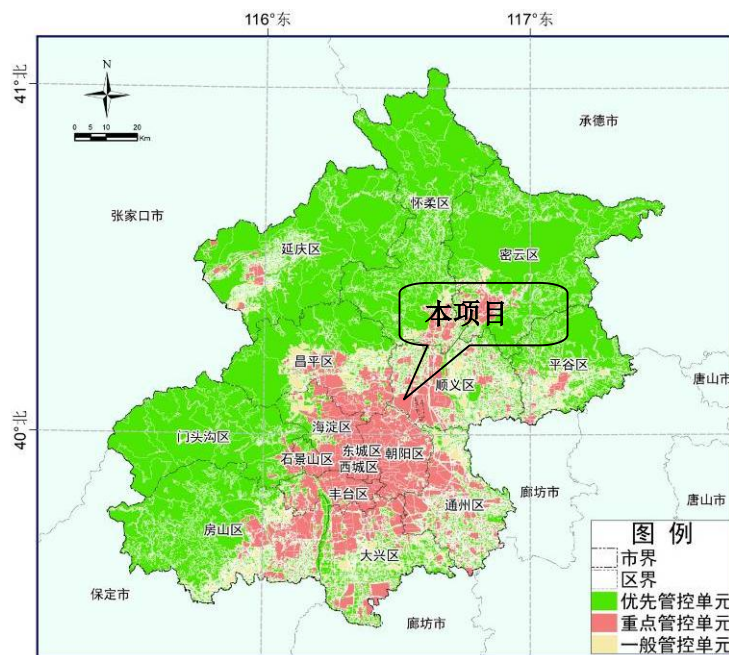 116°东
117°东
41°北
N
0 5 10 20
Km
承德市
张家口市
怀柔区
延庆区
密云区
本项目
昌平区
平谷区
顺义区
唐山市
40°北
海淀区
门头沟区
东城区
朝阳区
石景山区
西城区
丰台区
通州区
廊坊市
唐山市
房山区
大兴区
保定市
廊坊市
图 例
市界
区界
优先管控单元
重点管控单元
一般管控单元